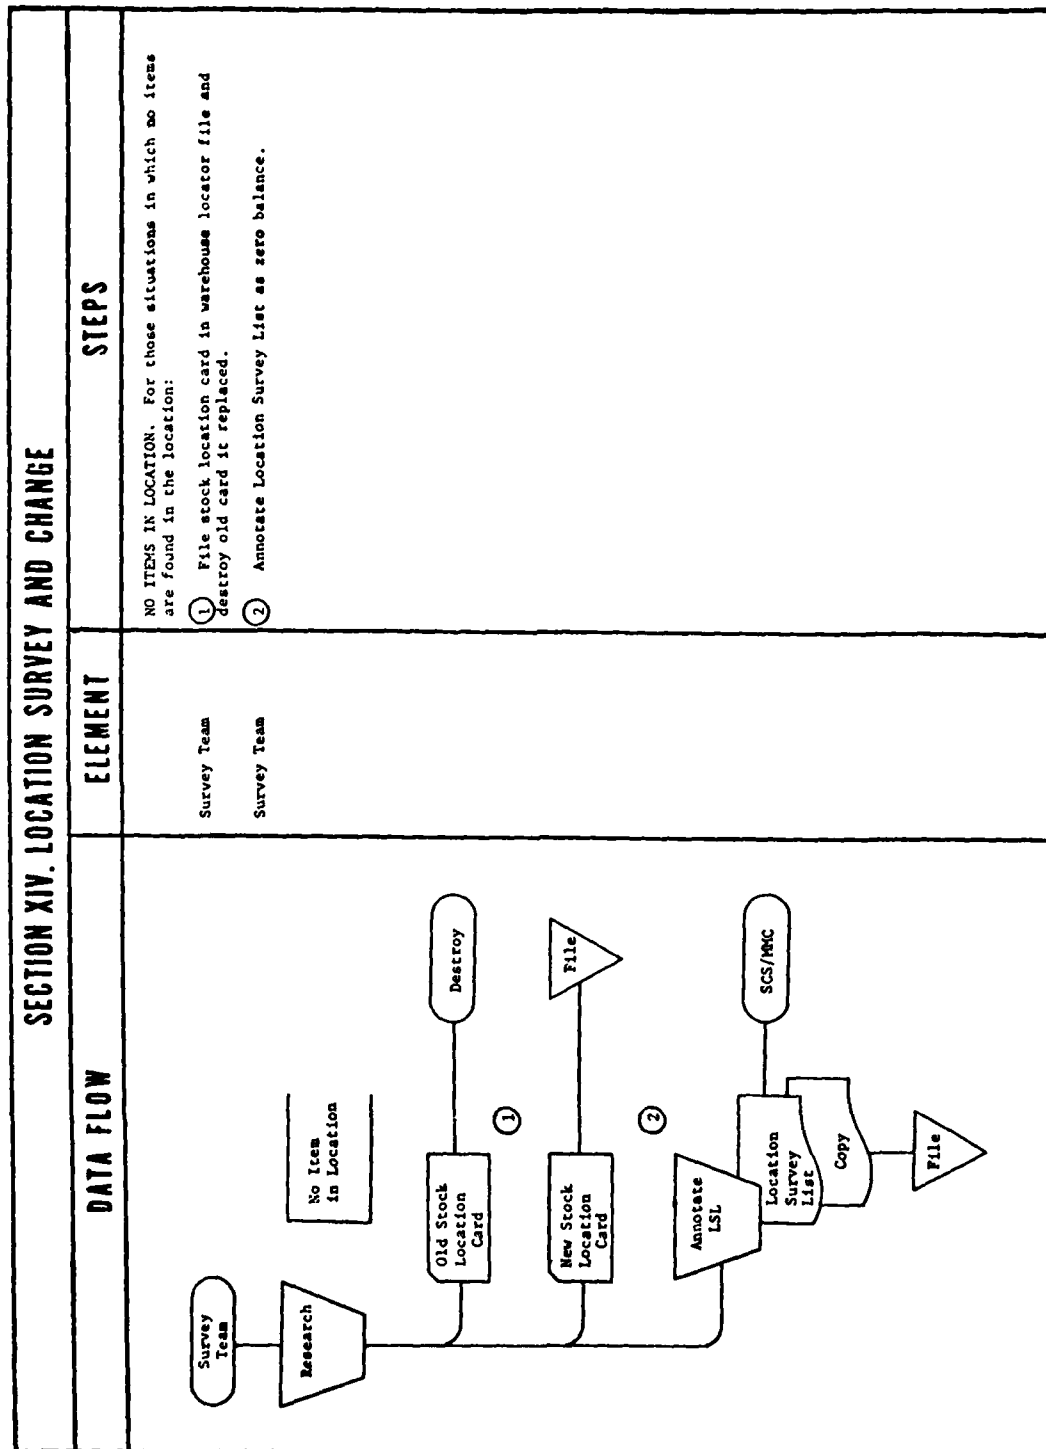 SECTION XIV. LOCATION SURVEY AND CHANGE
DATA FLOW
ELEMENT
STEPS
Survey
Team
Research
No Item
in Location
Old Stock
Location
Card
Destroy
1
New Stock
Location
Card
File
2
Annotate
LSL
Location
Survey
List
SCS/MMC
Copy
File
Survey Team
Survey Team
NO ITEMS IN LOCATION. For those situations in which no items
are found in the location:
1 File stock location card in warehouse locator file and
destroy old card it replaced.
2 Annotate Location Survey List as zero balance.